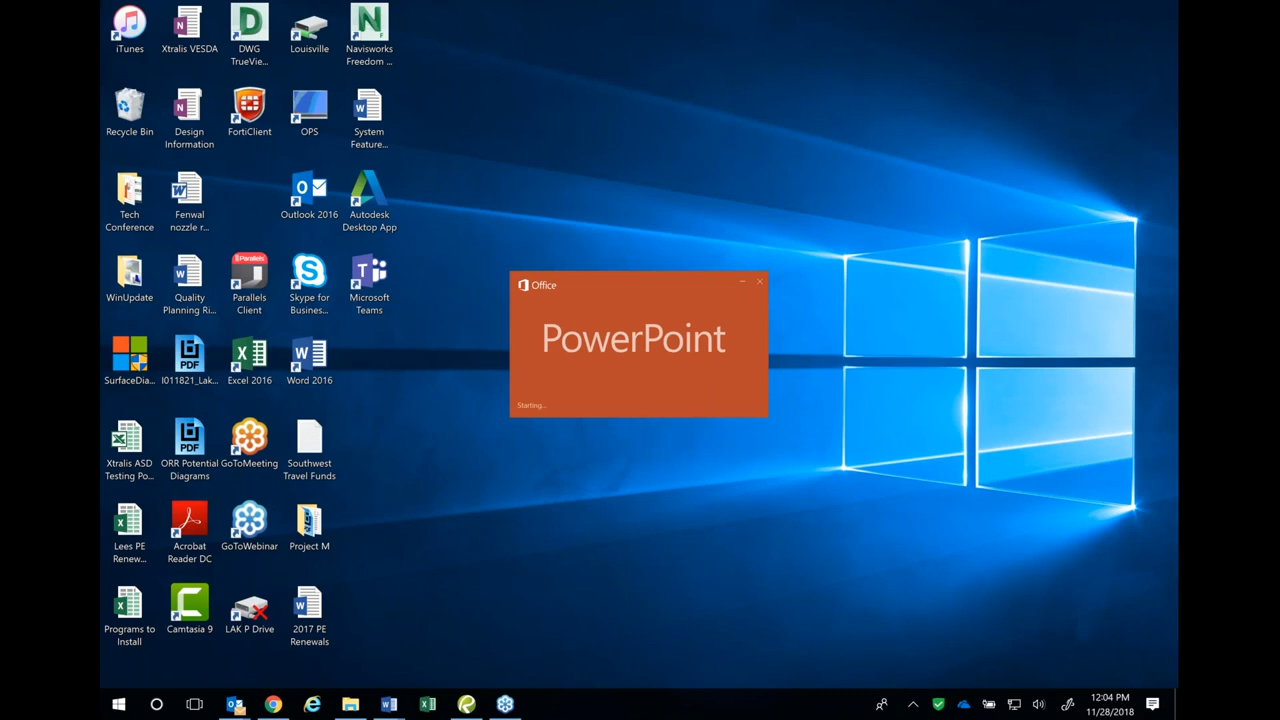 iTunes
Xtralis VESDA
DWG
TrueVie...
Louisville
Navisworks
Freedom ...
Recycle Bin
Design
Information
FortiClient
OPS
System
Feature...
Tech
Conference
Fenwal
nozzle r...
Outlook 2016
Autodesk
Desktop App
WinUpdate
Quality
Planning Ri...
Parallels
Parallels
Client
Skype for
Busines...
Microsoft
Teams
Office
PowerPoint
Starting...
SurfaceDia...
PDF
I011821_Lak...
Excel 2016
Word 2016
Xtralis ASD
Testing Po...
PDF
ORR Potential
Diagrams
GoToMeeting
Southwest
Travel Funds
Lees PE
Renew...
Acrobat
Reader DC
GoToWebinar
Project M
Programs to
Install
Camtasia 9
LAK P Drive
2017 PE
Renewals
12:04 PM
11/28/2018